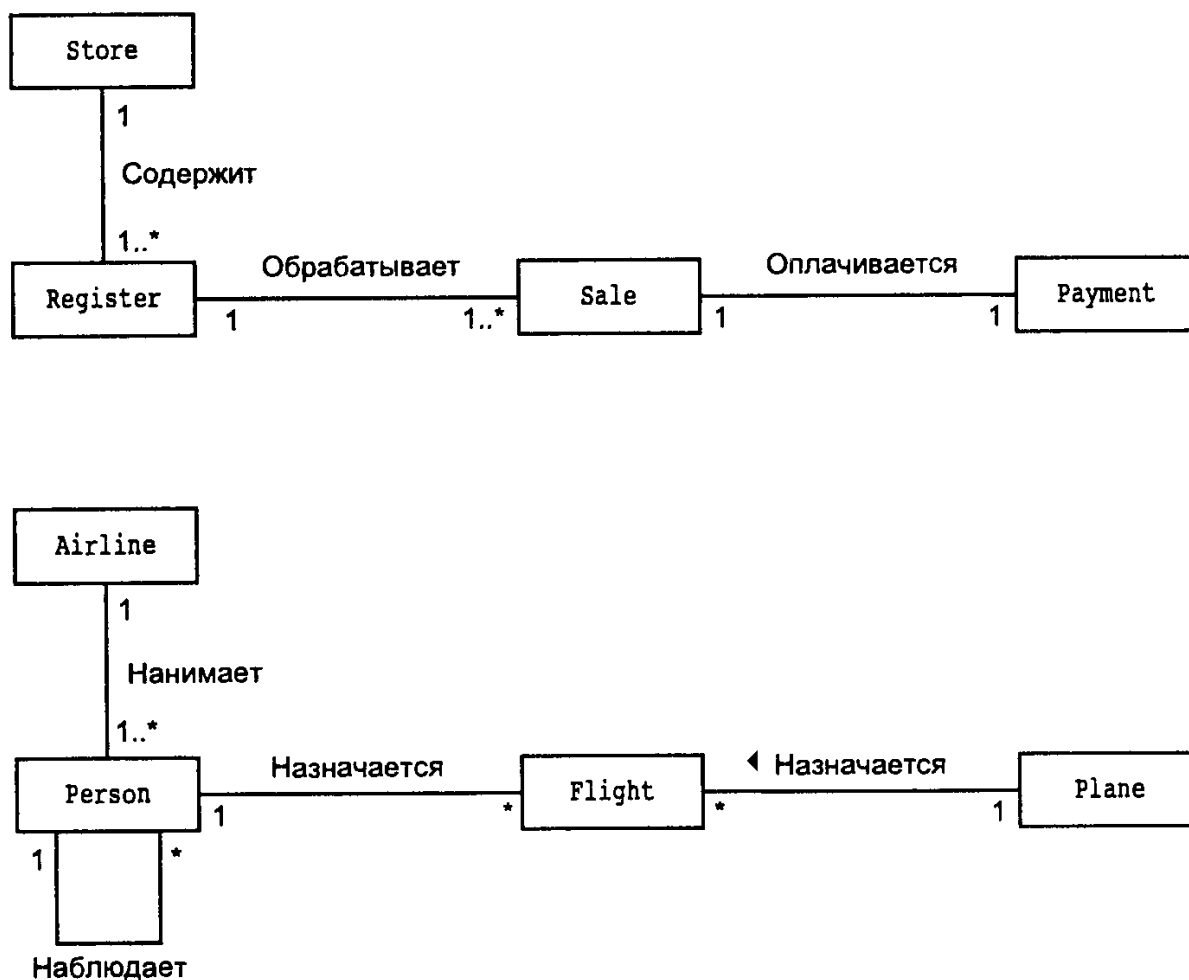 Store
1
Содержит
1..*
Register
1
Обрабатывает
1..*
Sale
1
Оплачивается
1
Payment
Airline
1
Нанимает
1..*
Person
1
Назначается
*
Flight
*
Назначается
1
Plane
1
*
Наблюдает